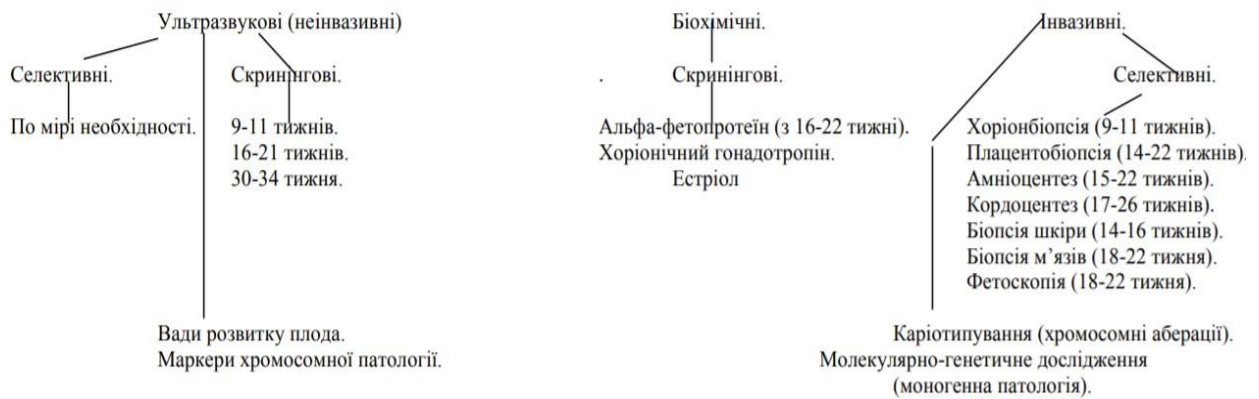 Ультразвукові (неінвазивні)
Селективні.
Скринінгові.
По мірі необхідності.
9-11 тижнів.
16-21 тижнів.
30-34 тижня.
Вади розвитку плода.
Маркери хромосомної патології.
Біохімічні.
.
Скринінгові.
Альфа-фетопротеїн (з 16-22 тижні).
Хоріонічний гонадотропін.
Естріол
Інвазивні.
Селективні.
Хоріонбіопсія (9-11 тижнів).
Плацентобіопсія (14-22 тижнів).
Амніоцентез (15-22 тижнів).
Кордоцентез (17-26 тижнів).
Біопсія шкіри (14-16 тижнів).
Біопсія м’язів (18-22 тижня).
Фетоскопія (18-22 тижня).
Каріотипування (хромосомні аберації).
Молекулярно-генетичне дослідження
(моногенна патологія).